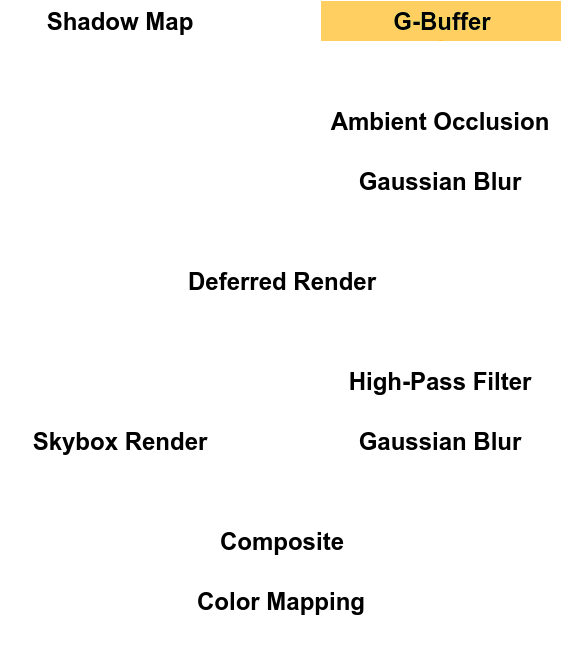 Shadow Map
G-Buffer
Ambient Occlusion
Gaussian Blur
Deferred Render
High-Pass Filter
Skybox Render
Gaussian Blur
Composite
Color Mapping